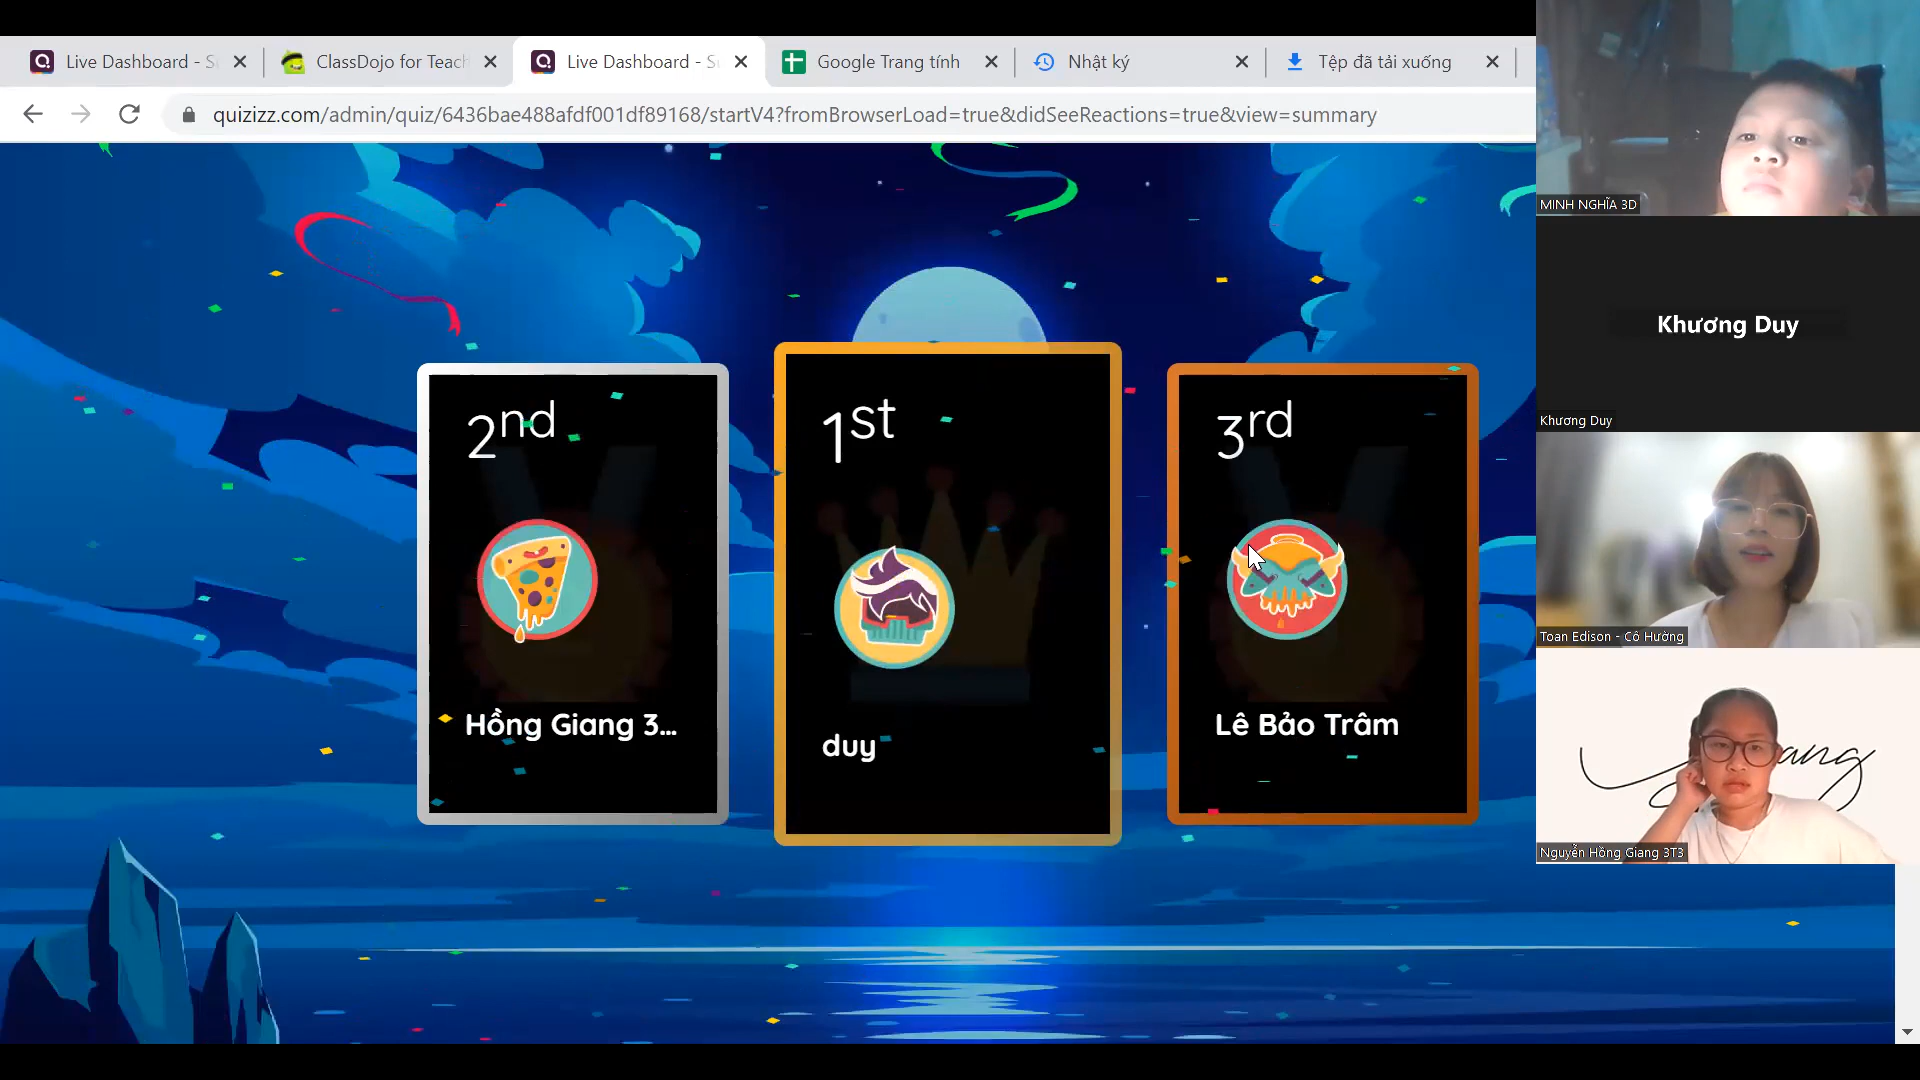 Live Dashboard - S
ClassDojo for Teach
Live Dashboard - Su
Google Trang tính
Nhật ký
Tệp đã tải xuống
quizizz.com/admin/quiz/6436bae488afdf001df89168/startV4?fromBrowserLoad=true&didSeeReactions=true&view=summary
2nd
Hồng Giang 3...
1st
duy
3rd
Lê Bảo Trâm
MINH NGHĨA 3D
Khương Duy
Khương Duy
Toan Edison - Cô Hường
ang
Nguyễn Hồng Giang 3T3